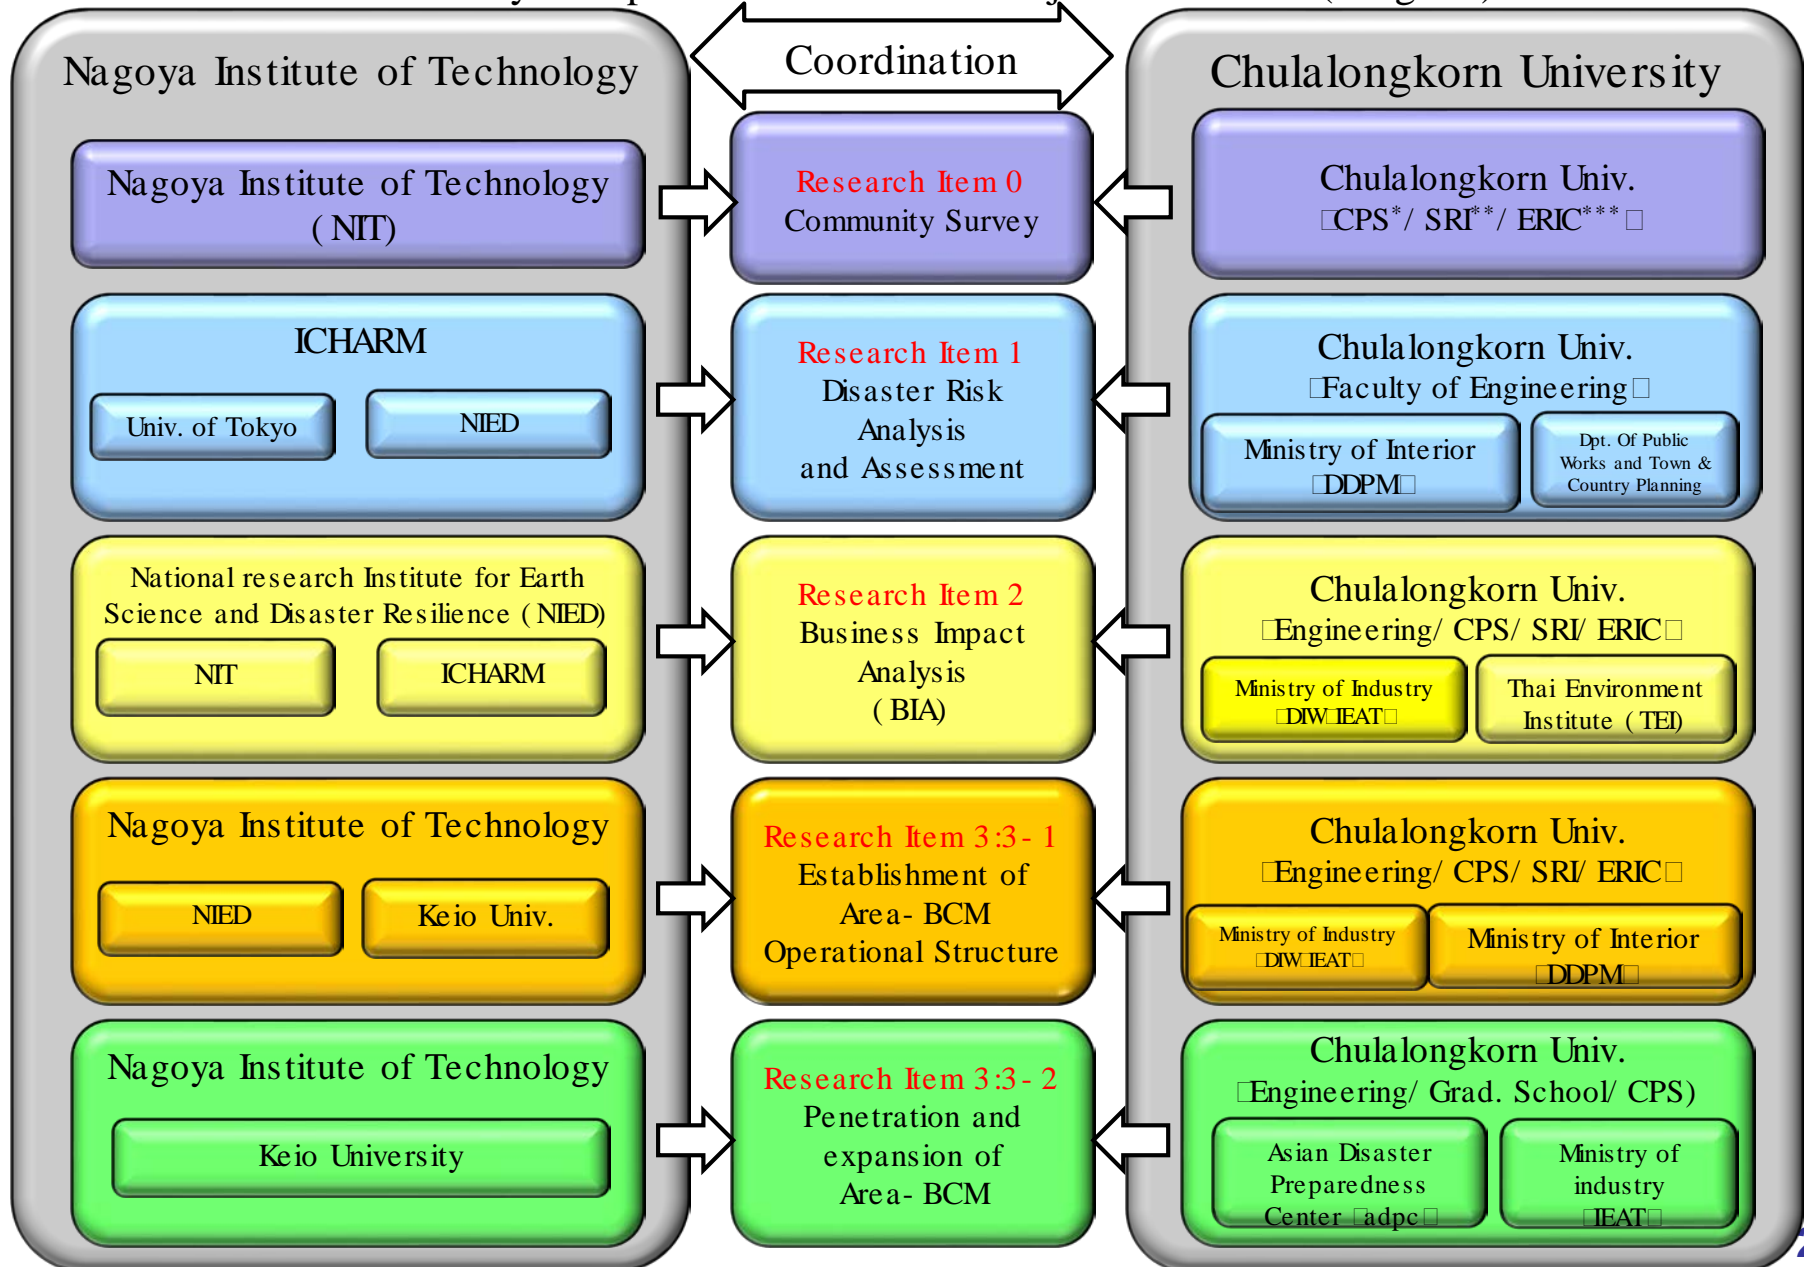 Nagoya Institute of Technology
Coordination
Chulalongkorn University
Nagoya Institute of Technology
( NIT)
Research Item 0
Community Survey
Chulalongkorn Univ.
□CPS*/ SRI**/ ERIC***□
ICHARM
Univ. of Tokyo
NIED
Research Item 1
Disaster Risk
Analysis
and Assessment
Chulalongkorn Univ.
□Faculty of Engineering□
Ministry of Interior
□DDPM□
Dpt. Of Public
Works and Town &
Country Planning
National research Institute for Earth
Science and Disaster Resilience ( NIED)
NIT
ICHARM
Research Item 2
Business Impact
Analysis
( BIA)
Chulalongkorn Univ.
□Engineering/ CPS/ SRI/ ERIC□
Ministry of Industry
□DIW□IEAT□
Thai Environment
Institute ( TEI)
Nagoya Institute of Technology
NIED
Keio Univ.
Research Item 3:3- 1
Establishment of
Area- BCM
Operational Structure
Chulalongkorn Univ.
□Engineering/ CPS/ SRI/ ERIC□
Ministry of Industry
□DIW□IEAT□
Ministry of Interior
□DDPM□
Nagoya Institute of Technology
Keio University
Research Item 3:3- 2
Penetration and
expansion of
Area- BCM
Chulalongkorn Univ.
□Engineering/ Grad. School/ CPS)
Asian Disaster
Preparedness
Center □adpc□
Ministry of
industry
□IEAT□